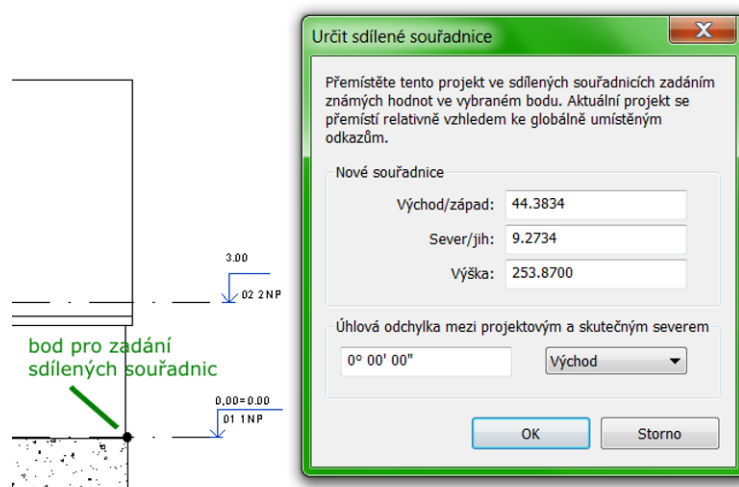 Určit sdílené souřadnice
Přemístěte tento projekt ve sdílených souřadnicích zadáním
známých hodnot ve vybraném bodu. Aktuální projekt se
přemístí relativně vzhledem ke globálně umístěným
odkazům.
Nové souřadnice
Východ/západ: 44.3834
Sever/jih: 9.2734
Výška: 253.8700
Úhlová odchylka mezi projektovým a skutečným severem
0° 00' 00" Východ
OK Storno
3.00
02 2NP
bod pro zadání
sdílených souřadnic
0,00=0.00
01 1NP